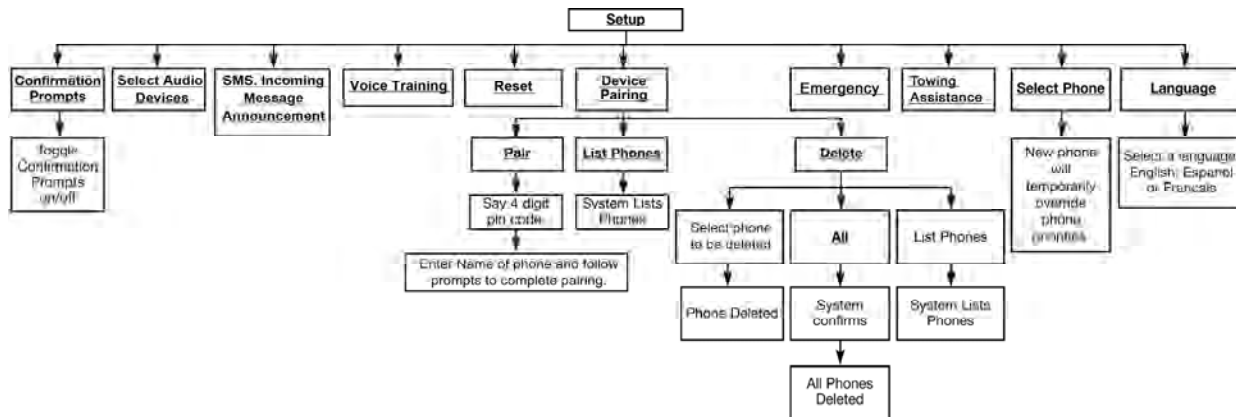 Setup
Confirmation
Prompts
Select Audio
Devices
SMS. Incoming
Message
Announcement
Voice Training
Reset
Device
Pairing
Emergency
Towing
Assistance
Select Phone
Language
Toggle
Confirmation
Prompts
on/off
Pair
List Phones
Delete
New phone
will
temporarily
override
phone
priorities
Select a language
English, Espanol
or Francais
Say 4 digit
pin code
System Lists
Phones
Select phone
to be deleted
All
List Phones
Enter Name of phone and follow
prompts to complete pairing.
Phone Deleted
System
confirms
System Lists
Phones
All Phones
Deleted